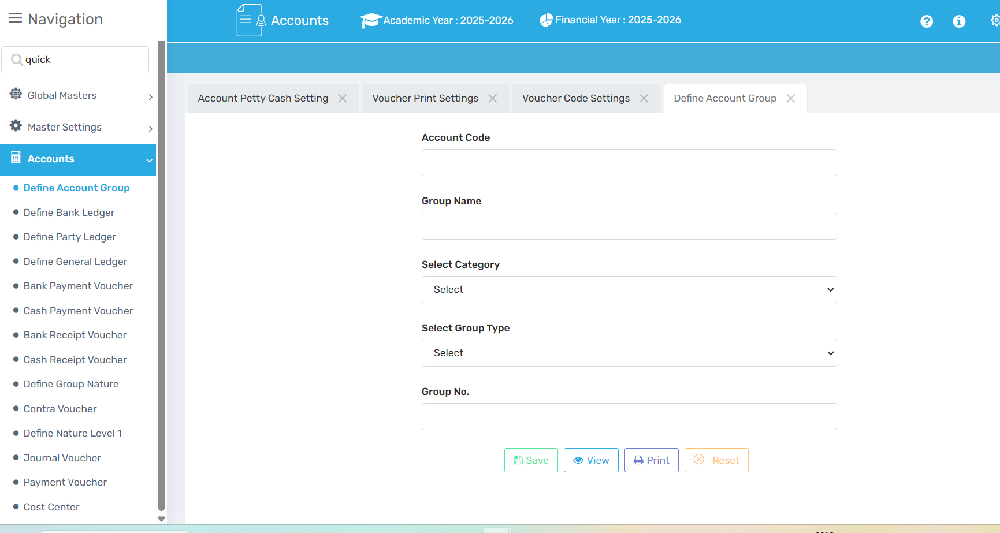 Navigation
Accounts
Academic Year : 2025-2026
Financial Year : 2025-2026
quick
Global Masters
Master Settings
Accounts
Define Account Group
Define Bank Ledger
Define Party Ledger
Define General Ledger
Bank Payment Voucher
Cash Payment Voucher
Bank Receipt Voucher
Cash Receipt Voucher
Define Group Nature
Contra Voucher
Define Nature Level 1
Journal Voucher
Payment Voucher
Cost Center
Account Petty Cash Setting
Voucher Print Settings
Voucher Code Settings
Define Account Group
Account Code
Group Name
Select Category
Select
Select Group Type
Select
Group No.
Save
View
Print
Reset